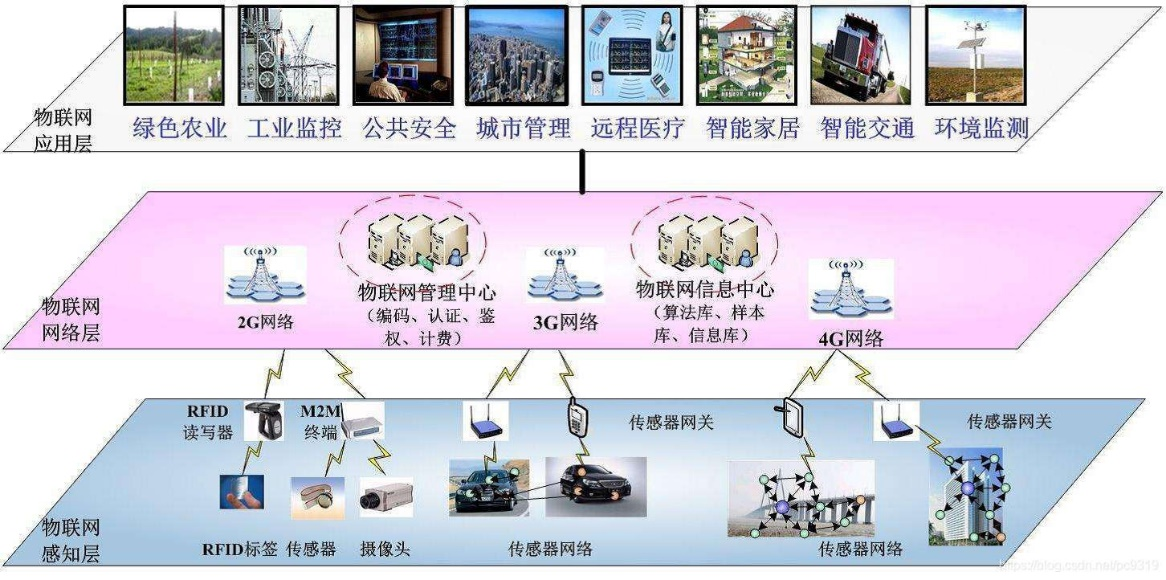 物联网
应用层
绿色农业 工业监控 公共安全 城市管理 远程医疗 智能家居 智能交通 环境监测
物联网
网络层
2G网络
物联网管理中心
（编码、认证、鉴
权、计费）
3G网络
物联网信息中心
（算法库、样本
库、信息库）
4G网络
RFID
读写器
M2M
终端
传感器网关
传感器网关
物联网
感知层
RFID标签 传感器 摄像头 传感器网络 传感器网络
https://blog.csdn.net/pc9319